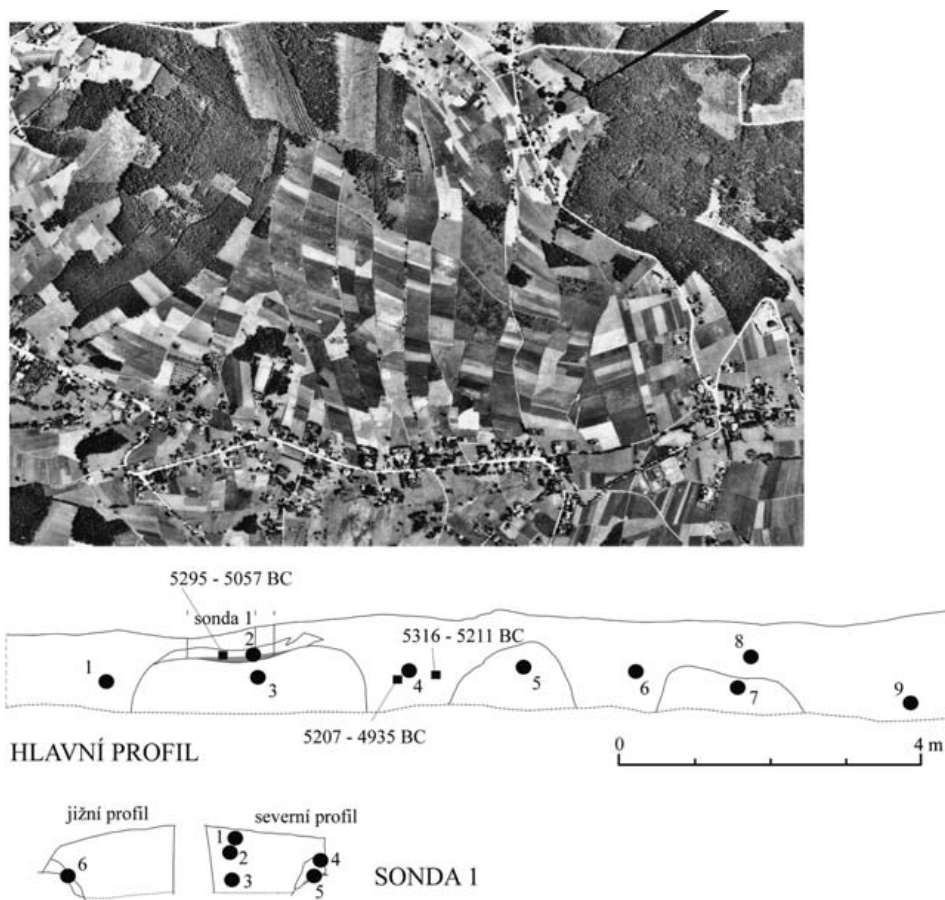 5295 - 5057 BC
sonda 1
2
5316 - 5211 BC
8
1
3
4
5
6
7
9
5207 - 4935 BC
HLAVNÍ PROFIL
0
4 m
jižní profil
severní profil
1
2
4
6
3
5
SONDA 1